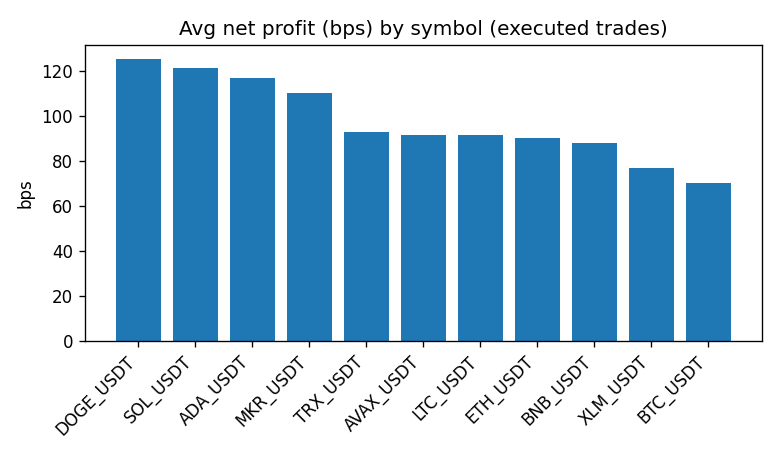 Avg net profit (bps) by symbol (executed trades)
bps
120
100
80
60
40
20
0
DOGE_USDT
SOL_USDT
ADA_USDT
MKR_USDT
TRX_USDT
AVAX_USDT
LTC_USDT
ETH_USDT
BNB_USDT
XLM_USDT
BTC_USDT